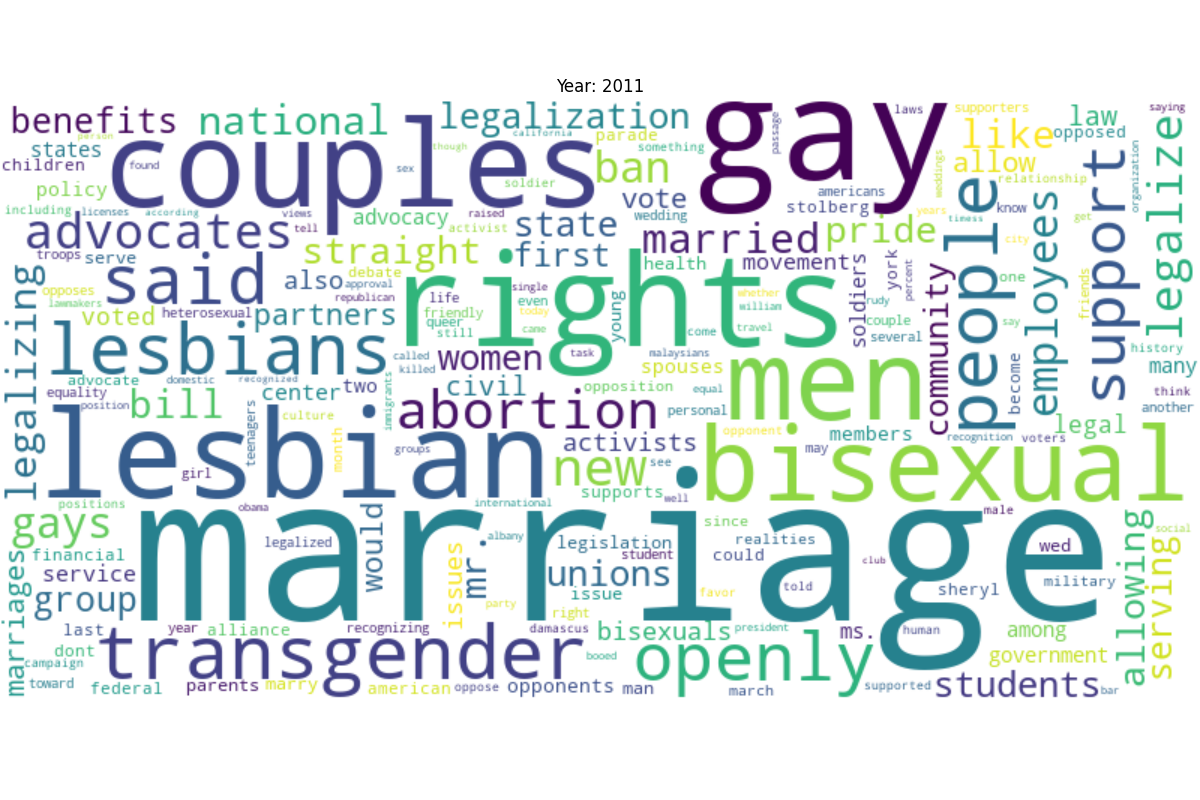 Year: 2011
benefits
national
legalization
gay
laws
supporters
law
saying
person
couples
california
parade
passage
like
opposed
states
though
something
ban
allow
children
found
sex
soldier
weddings
relationship
organization
policy
vote
americans
people
support
legalize
including
licenses
according
views
advocacy
raised
wedding
stolberg
years
know
employees
got
advocates
tell
activist
state
married
pride
timess
city
troops
serve
straight
first
movement
debate
health
york
percent
one
friends
legalizing
said
also
approval
rights
single
whether
soldiers
community
opposes
republican
life
even
today
young
william
rudy
lawmakers
voted
heterosexual
partners
friendly
queer
still
came
travel
couple
several
say
lesbians
called
killed
women
task
come
malaysians
spouses
men
history
many
advocate
domestic
recognized
center
two
civil
opposition
equal
become
think
equality
position
bill
immigrants
abortion
personal
another
teenagers
culture
month
activists
opponent
members
recognition
voters
legal
lesbian
groups
new
see
may
bisexual
girl
supports
well
positions
obama
international
gays
marriage
would
since
male
allowing
social
legalized
issues
mr.
albany
legislation
realities
wed
marriages
financial
student
could
serving
service
unions
club
told
sheryl
military
group
issue
favor
party
right
last
year
alliance
recognizing
damascus
bisexuals
president
ms.
human
among
dont
transgender
booed
openly
government
campaign
toward
federal
parents
marry
american
oppose
opponents
man
march
supported
students
bar